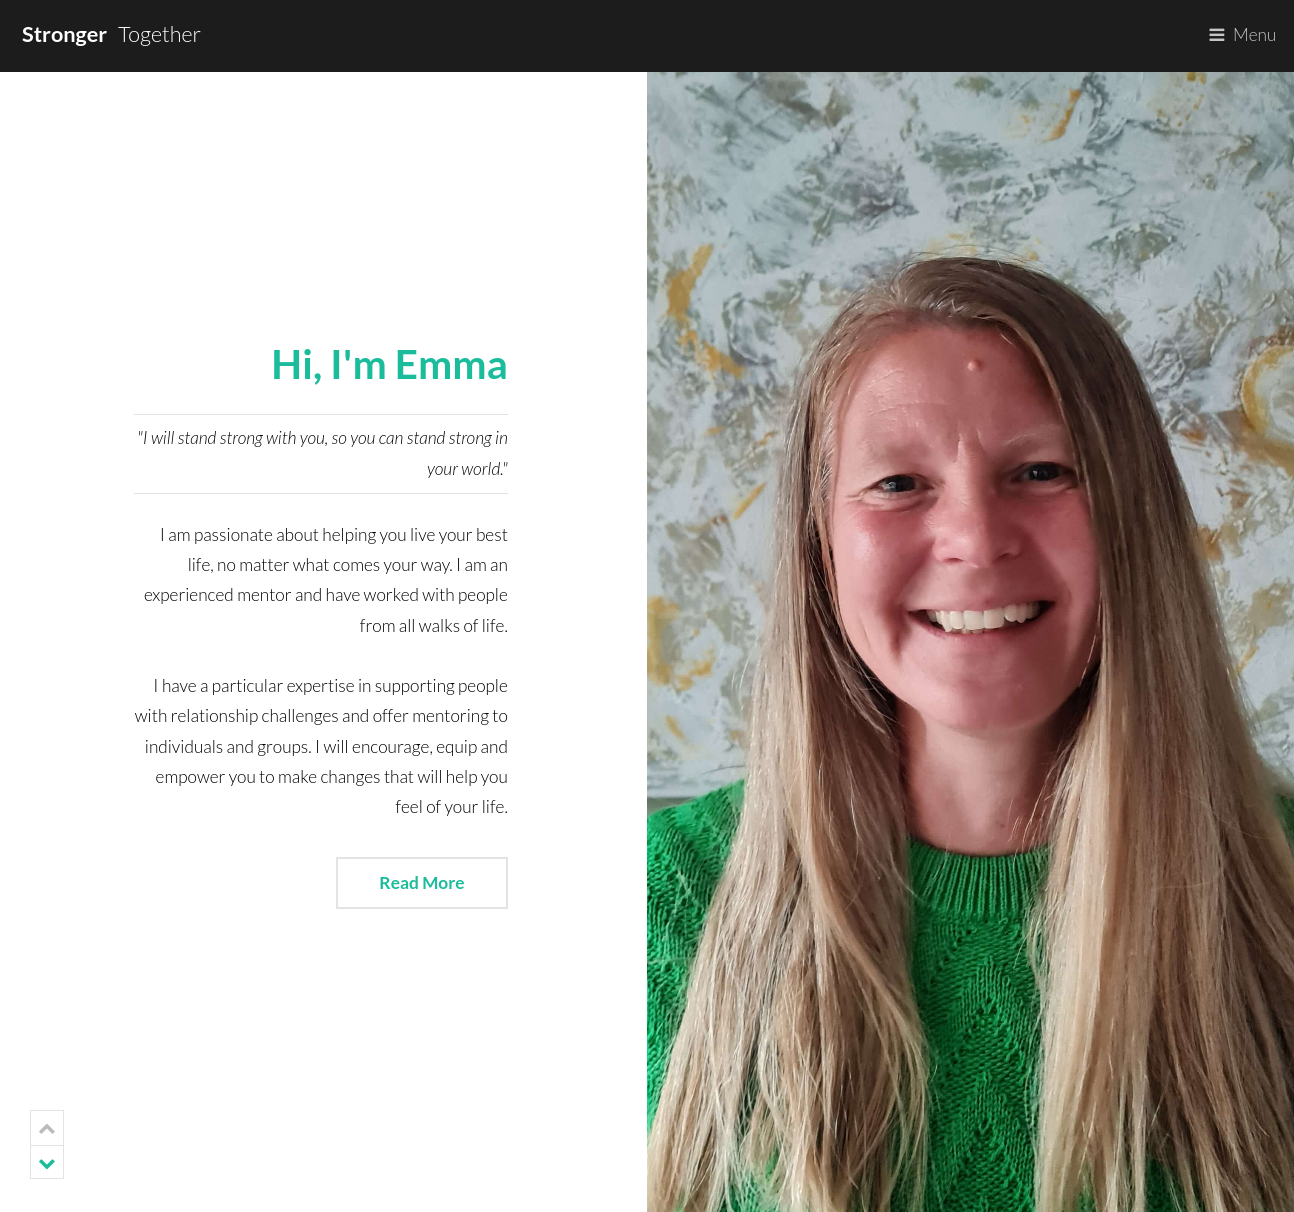 Stronger Together
Menu
Hi, I'm Emma
"I will stand strong with you, so you can stand strong in
your world."
I am passionate about helping you live your best
life, no matter what comes your way. I am an
experienced mentor and have worked with people
from all walks of life.
I have a particular expertise in supporting people
with relationship challenges and offer mentoring to
individuals and groups. I will encourage, equip and
empower you to make changes that will help you
feel of your life.
Read More